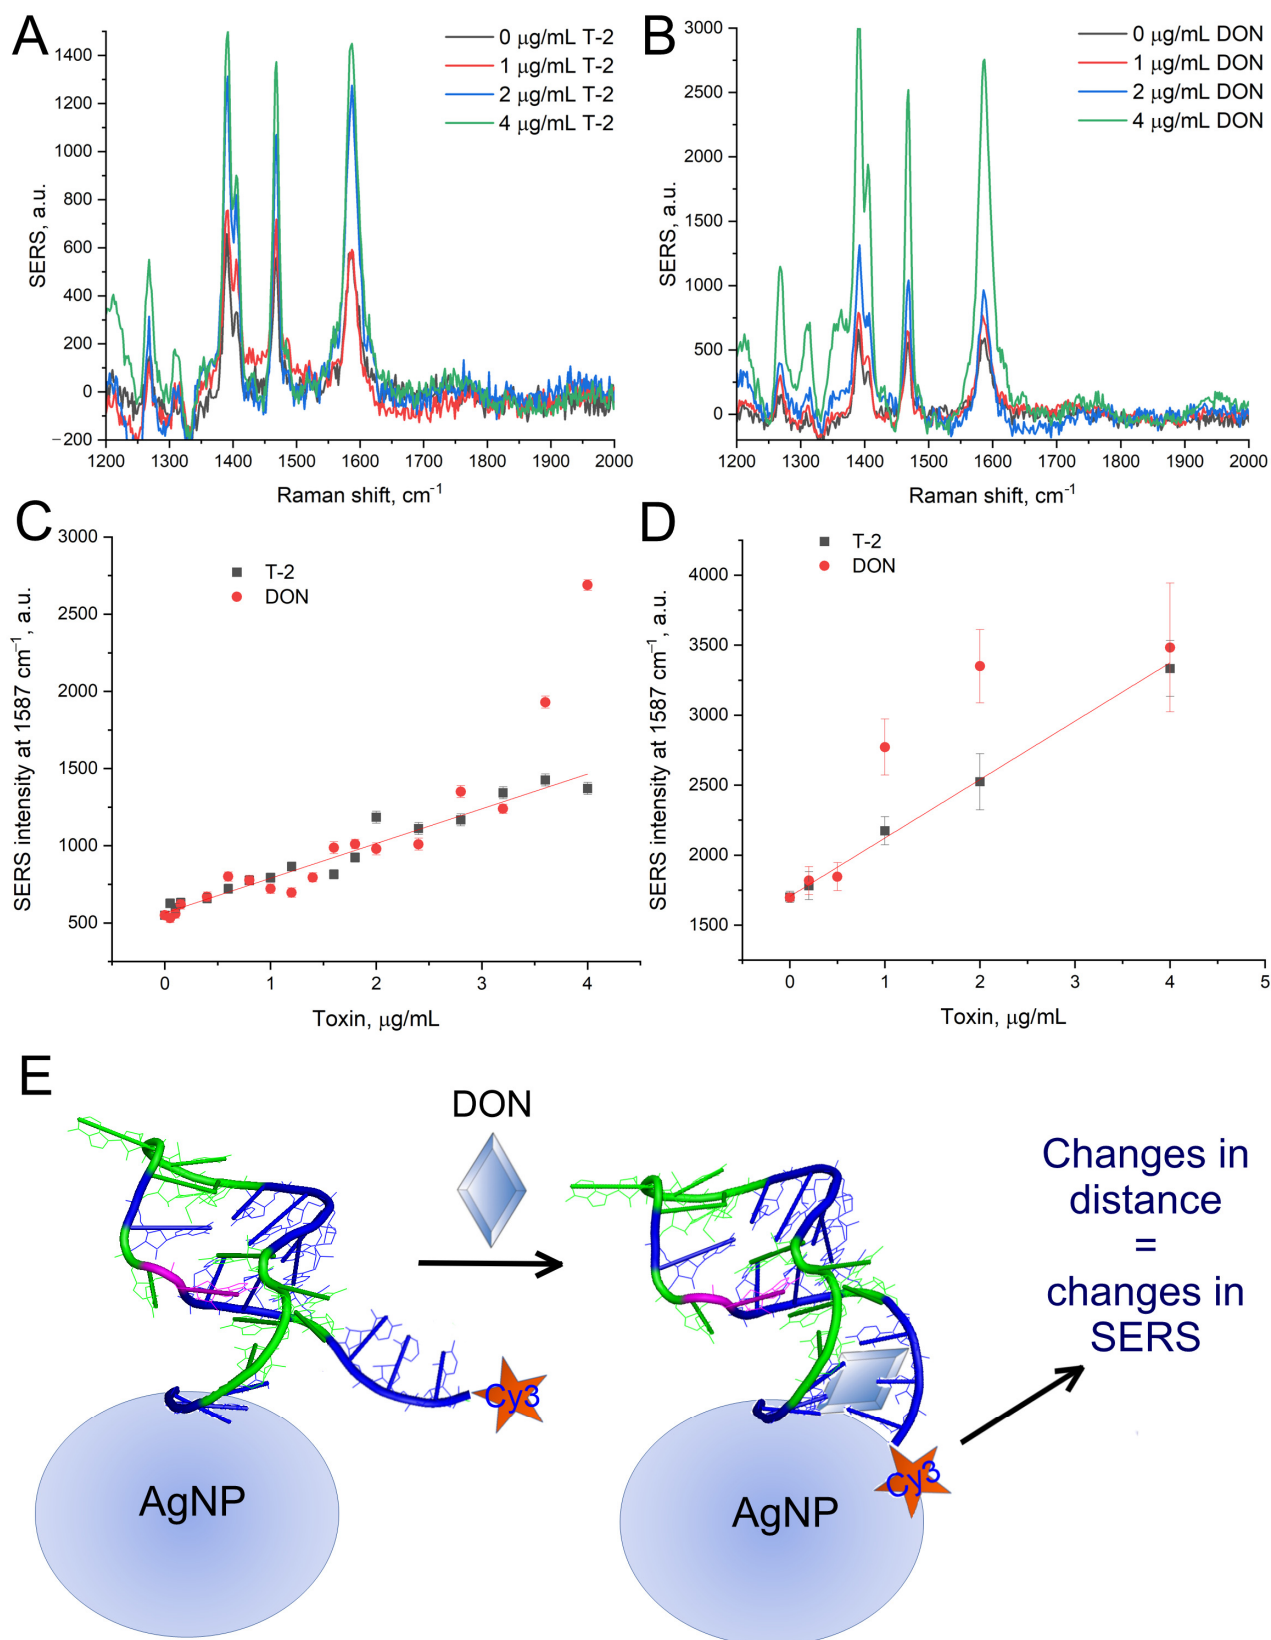 A
0 μg/mL T-2
1 μg/mL T-2
2 μg/mL T-2
4 μg/mL T-2
SERS, a.u.
1400
1200
1000
800
600
400
200
0
−200
1200 1300 1400 1500 1600 1700 1800 1900 2000
Raman shift, cm⁻¹
B
0 μg/mL DON
1 μg/mL DON
2 μg/mL DON
4 μg/mL DON
SERS, a.u.
3000
3000
2500
2000
1500
1000
500
0
1200 1300 1400 1500 1600 1700 1800 1900 2000
Raman shift, cm⁻¹
C
T-2
DON
SERS intensity at 1587 cm⁻¹, a.u.
3000
2500
2000
1500
1000
500
0 1 2 3 4
Toxin, μg/mL
D
T-2
DON
SERS intensity at 1587 cm⁻¹, a.u.
4000
3500
3000
2500
2000
1500
0 1 2 3 4 5
Toxin, μg/mL
E
DON
Cy3
AgNP
Cy3
AgNP
Changes in
distance
=
changes in
SERS